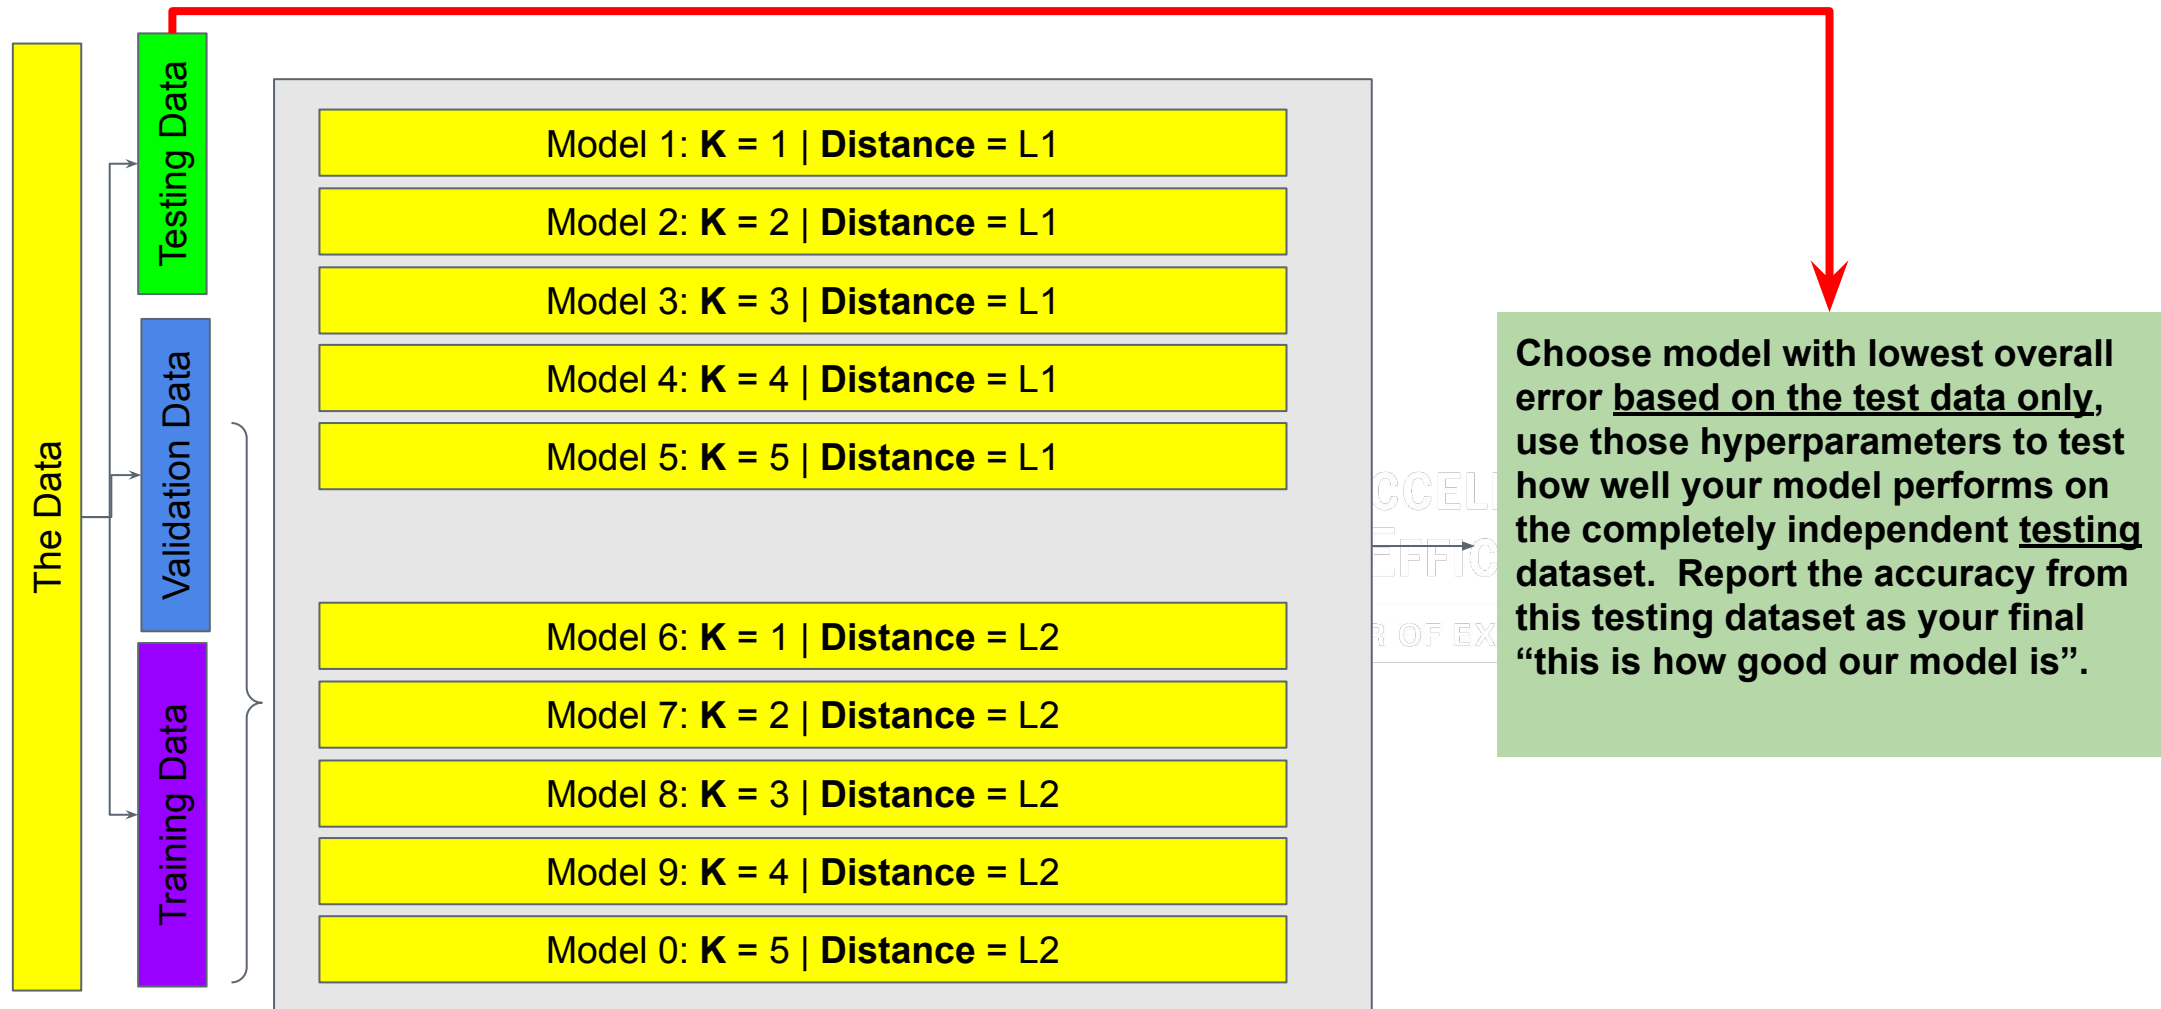 The Data
Testing Data
Validation Data
Training Data
Model 1: K = 1 | Distance = L1
Model 2: K = 2 | Distance = L1
Model 3: K = 3 | Distance = L1
Model 4: K = 4 | Distance = L1
Model 5: K = 5 | Distance = L1
Model 6: K = 1 | Distance = L2
Model 7: K = 2 | Distance = L2
Model 8: K = 3 | Distance = L2
Model 9: K = 4 | Distance = L2
Model 0: K = 5 | Distance = L2
Choose model with lowest overall
error based on the test data only,
use those hyperparameters to test
how well your model performs on
the completely independent testing
dataset. Report the accuracy from
this testing dataset as your final
“this is how good our model is”.
OF